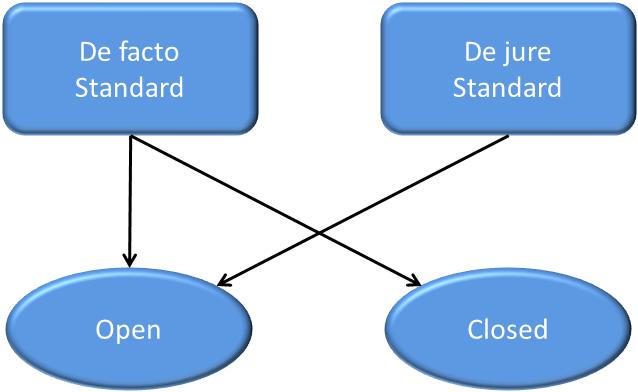 De facto
Standard
De jure
Standard
Open
Closed